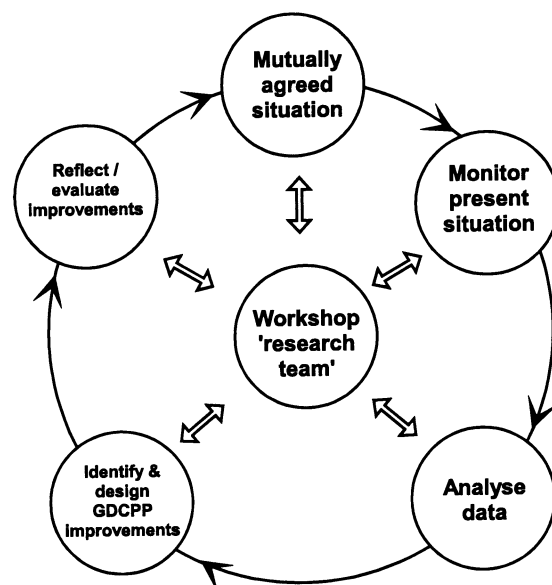 Mutually
agreed
situation
Monitor
present
situation
Reflect /
evaluate
improvements
Workshop
'research
team'
Analyse
data
Identify &
design
GDCPP
improvements